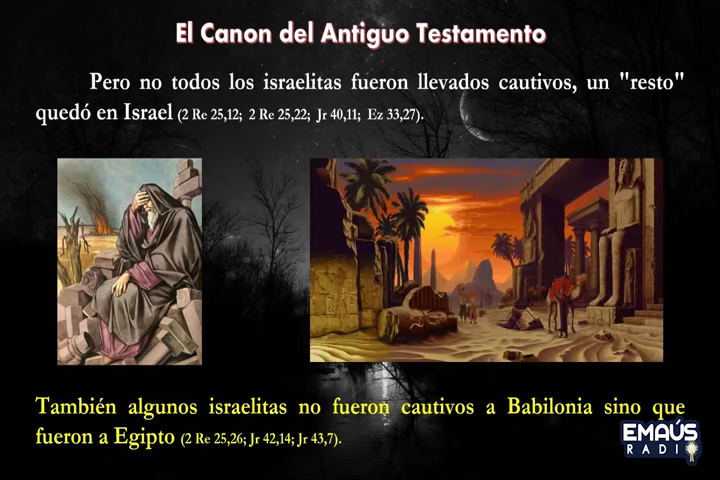 El Canon del Antiguo Testamento
Pero no todos los israelitas fueron llevados cautivos, un "resto"
quedó en Israel (2 Re 25,12; 2 Re 25,22; Jr 40,11; Ez 33,27).
También algunos israelitas no fueron cautivos a Babilonia sino que
fueron a Egipto (2 Re 25,26; Jr 42,14; Jr 43,7).
EMAÚS
RADIO